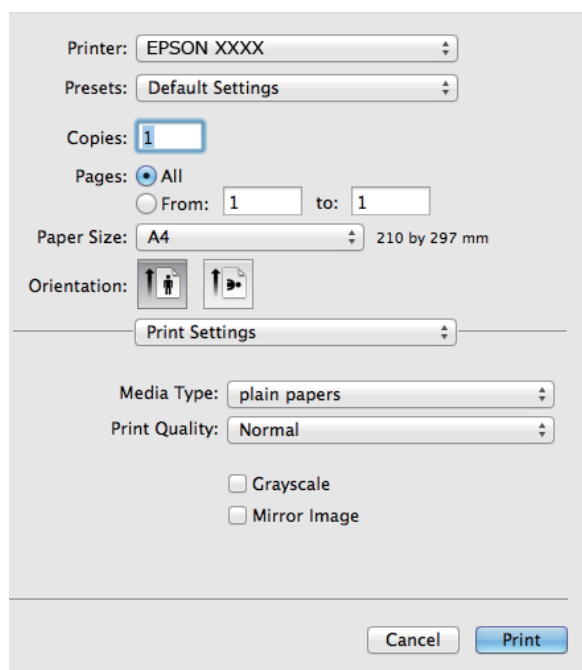 Printer: EPSON XXXX
Presets: Default Settings
Copies: 1
Pages: All
From: 1 to: 1
Paper Size: A4 210 by 297 mm
Orientation:
Print Settings
Media Type: plain papers
Print Quality: Normal
Grayscale
Mirror Image
Cancel Print